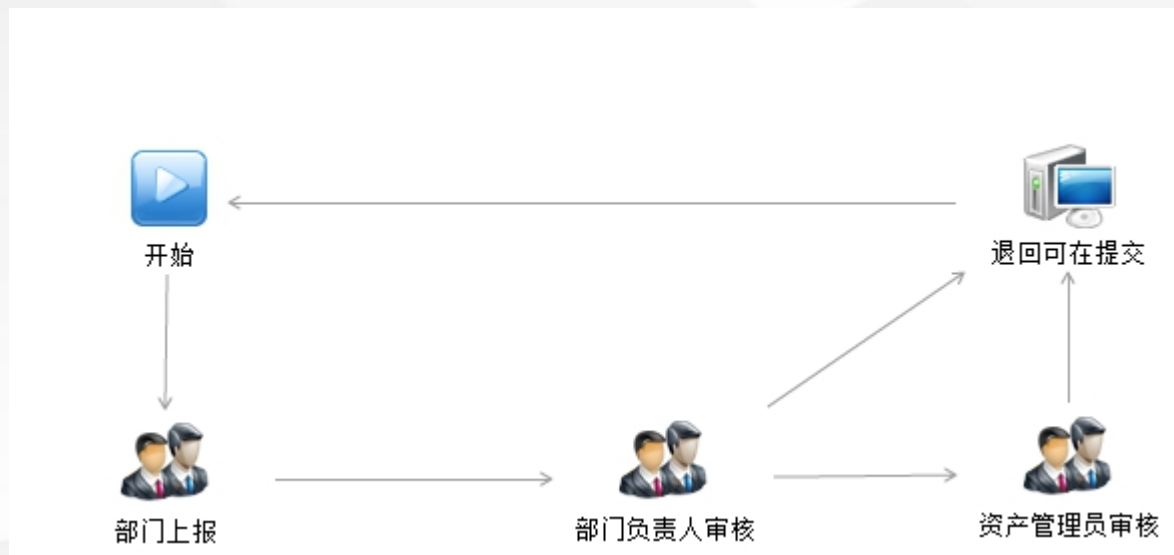 开始
退回可在提交
部门上报
部门负责人审核
资产管理员审核